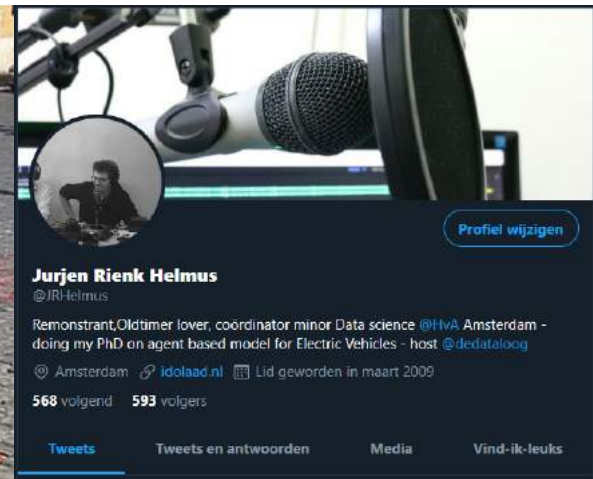 Profiel wijzigen
Jurjen Rienk Helmus
@JRHelmus
Remonstrant,Oldtimer lover, coördinator minor Data science @HvA Amsterdam -
doing my PhD on agent based model for Electric Vehicles - host @dedataloog
Amsterdam idolaad.nl Lid geworden in maart 2009
568 volgend 593 volgers
Tweets Tweets en antwoorden Media Vind-ik-leuks